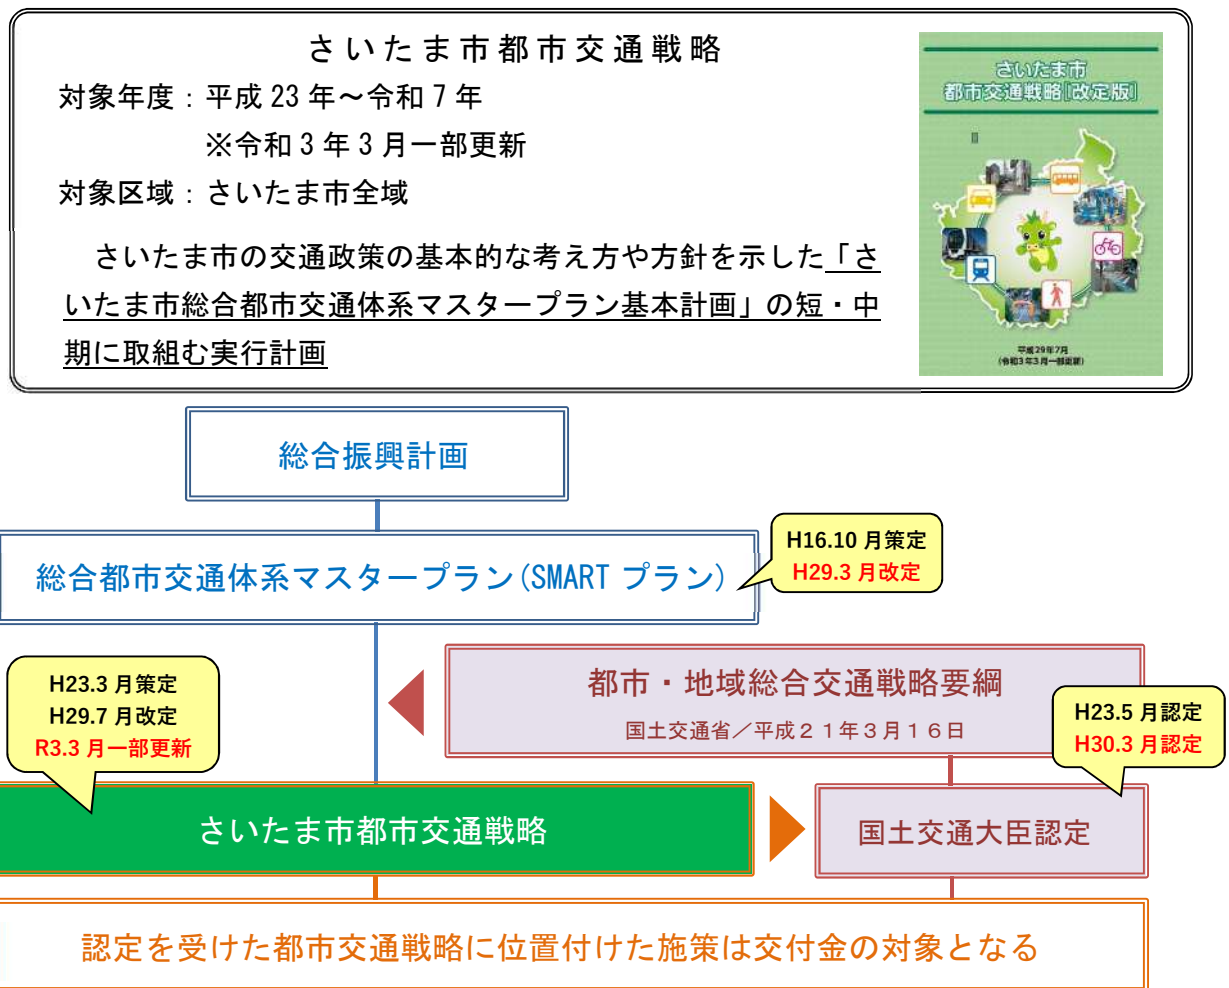 さいたま市都市交通戦略
対象年度：平成23年～令和7年
※令和3年3月一部更新
対象区域：さいたま市全域
さいたま市の交通政策の基本的な考え方や方針を示した「さ
いたま市総合都市交通体系マスタープラン基本計画」の短・中
期に取組む実行計画
さいたま市
都市交通戦略『改定版』
平成29年7月
(令和3年3月一部更新)
総合振興計画
総合都市交通体系マスタープラン(SMART プラン)
H16.10 月策定
H29.3 月改定
都市・地域総合交通戦略要綱
国土交通省／平成２１年３月１６日
H23.3 月策定
H29.7 月改定
R3.3 月一部更新
H23.5 月認定
H30.3 月認定
さいたま市都市交通戦略
国土交通大臣認定
認定を受けた都市交通戦略に位置付けた施策は交付金の対象となる